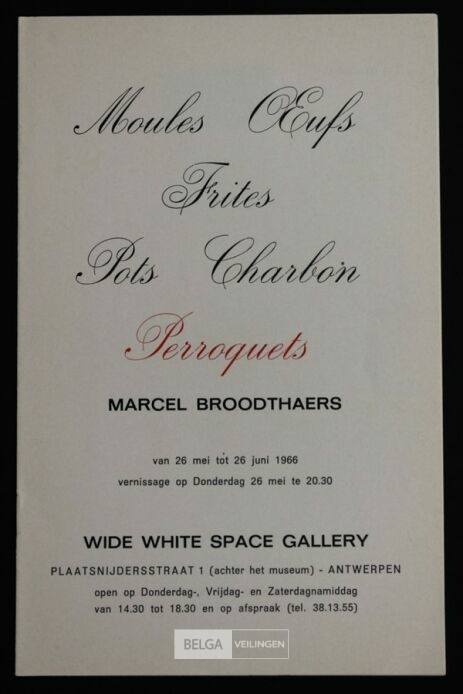 Moules Œufs
Frites
Pots Charbon
Perroquets
MARCEL BROODTHAERS
van 26 mei tot 26 juni 1966
vernissage op Donderdag 26 mei te 20.30
WIDE WHITE SPACE GALLERY
PLAATSNIJDERSSTRAAT 1 (achter het museum) - ANTWERPEN
open op Donderdag-, Vrijdag- en Zaterdagnamiddag
van 14.30 tot 18.30 en op afspraak (tel. 38.13.55)
BELGA VEILINGEN